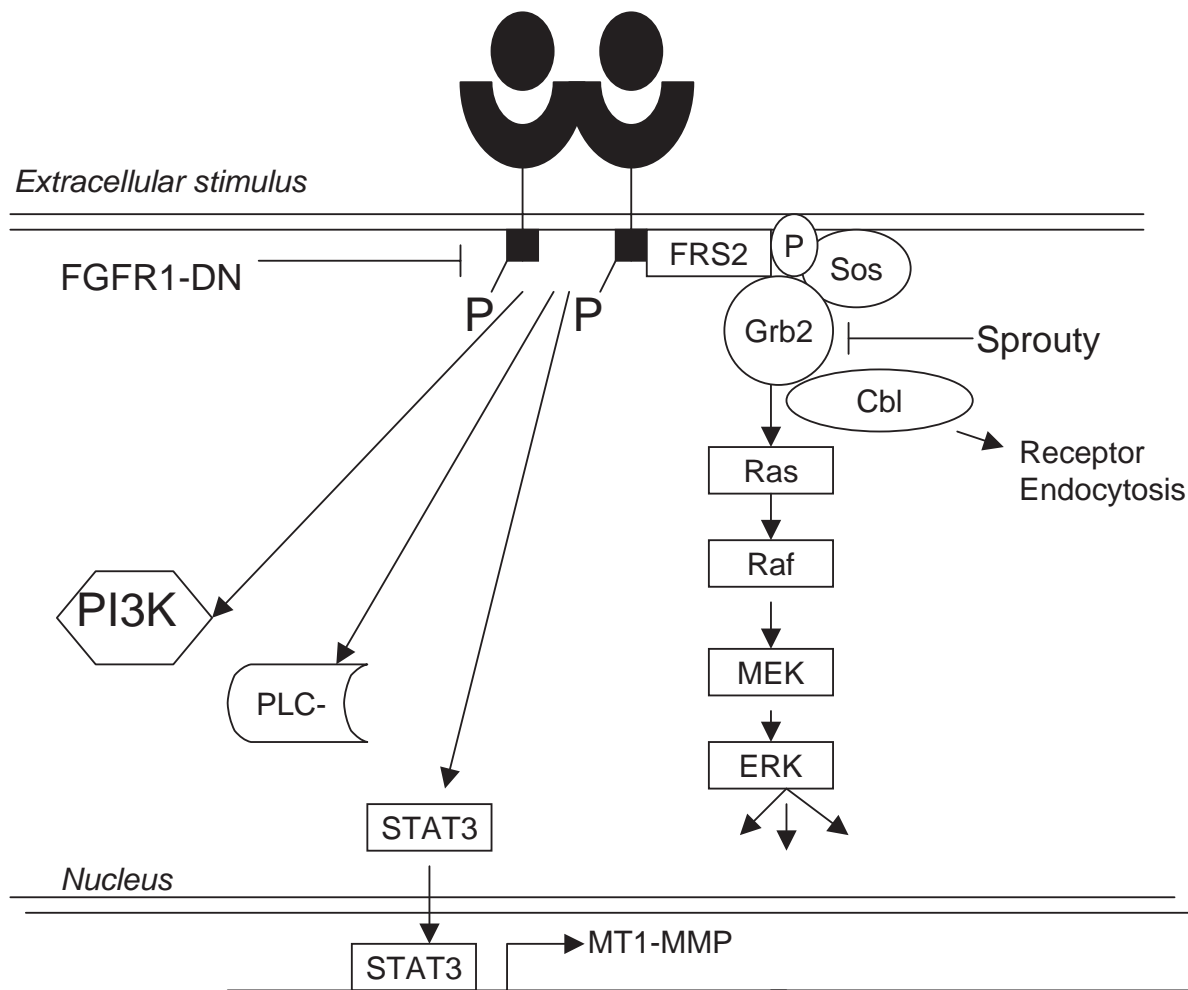 Extracellular stimulus
FGFR1-DN
P
P
FRS2
P
Sos
Grb2
Sprouty
Cbl
Receptor
Endocytosis
Ras
Raf
MEK
ERK
PI3K
PLC-
STAT3
Nucleus
STAT3
MT1-MMP